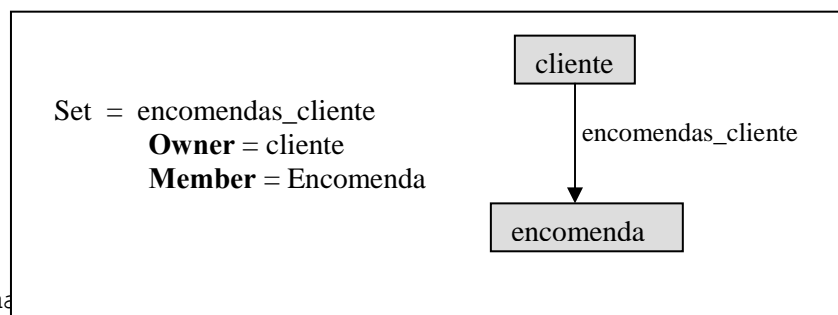 cliente
Set = encomendas_cliente
Owner = cliente
encomendas_cliente
Member = Encomenda
encomenda